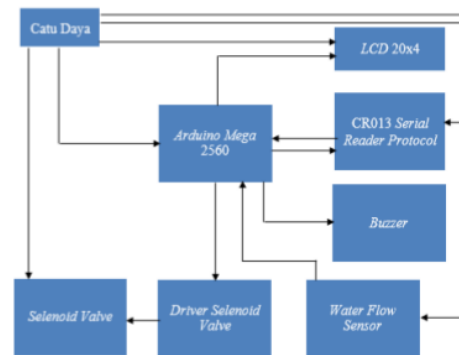 Catu Daya
LCD 20x4
Arduino Mega
2560
CR013 Serial
Reader Protocol
Buzzer
Selenoid Valve
Driver Selenoid
Valve
Water Flow
Sensor